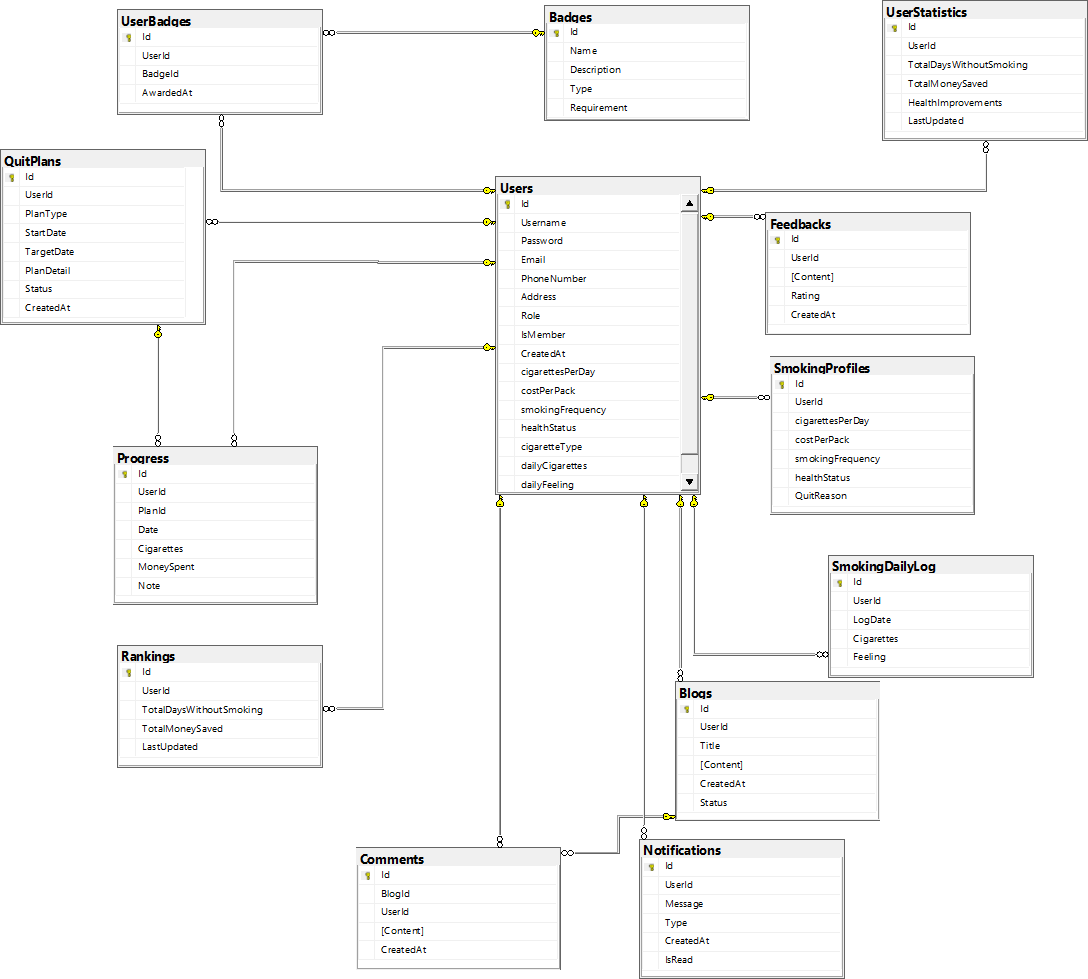 UserBadges
Id
UserId
BadgeId
AwardedAt
Badges
Id
Name
Description
Type
Requirement
UserStatistics
Id
UserId
TotalDaysWithoutSmoking
TotalMoneySaved
HealthImprovements
LastUpdated
QuitPlans
Id
UserId
PlanType
StartDate
TargetDate
PlanDetail
Status
CreatedAt
Users
Id
Username
Password
Email
PhoneNumber
Address
Role
IsMember
CreatedAt
cigarettesPerDay
costPerPack
smokingFrequency
healthStatus
cigaretteType
dailyCigarettes
dailyFeeling
Feedbacks
Id
UserId
[Content]
Rating
CreatedAt
SmokingProfiles
Id
UserId
cigarettesPerDay
costPerPack
smokingFrequency
healthStatus
QuitReason
Progress
Id
UserId
PlanId
Date
Cigarettes
MoneySpent
Note
SmokingDailyLog
Id
UserId
LogDate
Cigarettes
Feeling
Rankings
Id
UserId
TotalDaysWithoutSmoking
TotalMoneySaved
LastUpdated
Blogs
Id
UserId
Title
[Content]
CreatedAt
Status
Comments
Id
BlogId
UserId
[Content]
CreatedAt
Notifications
Id
UserId
Message
Type
CreatedAt
IsRead